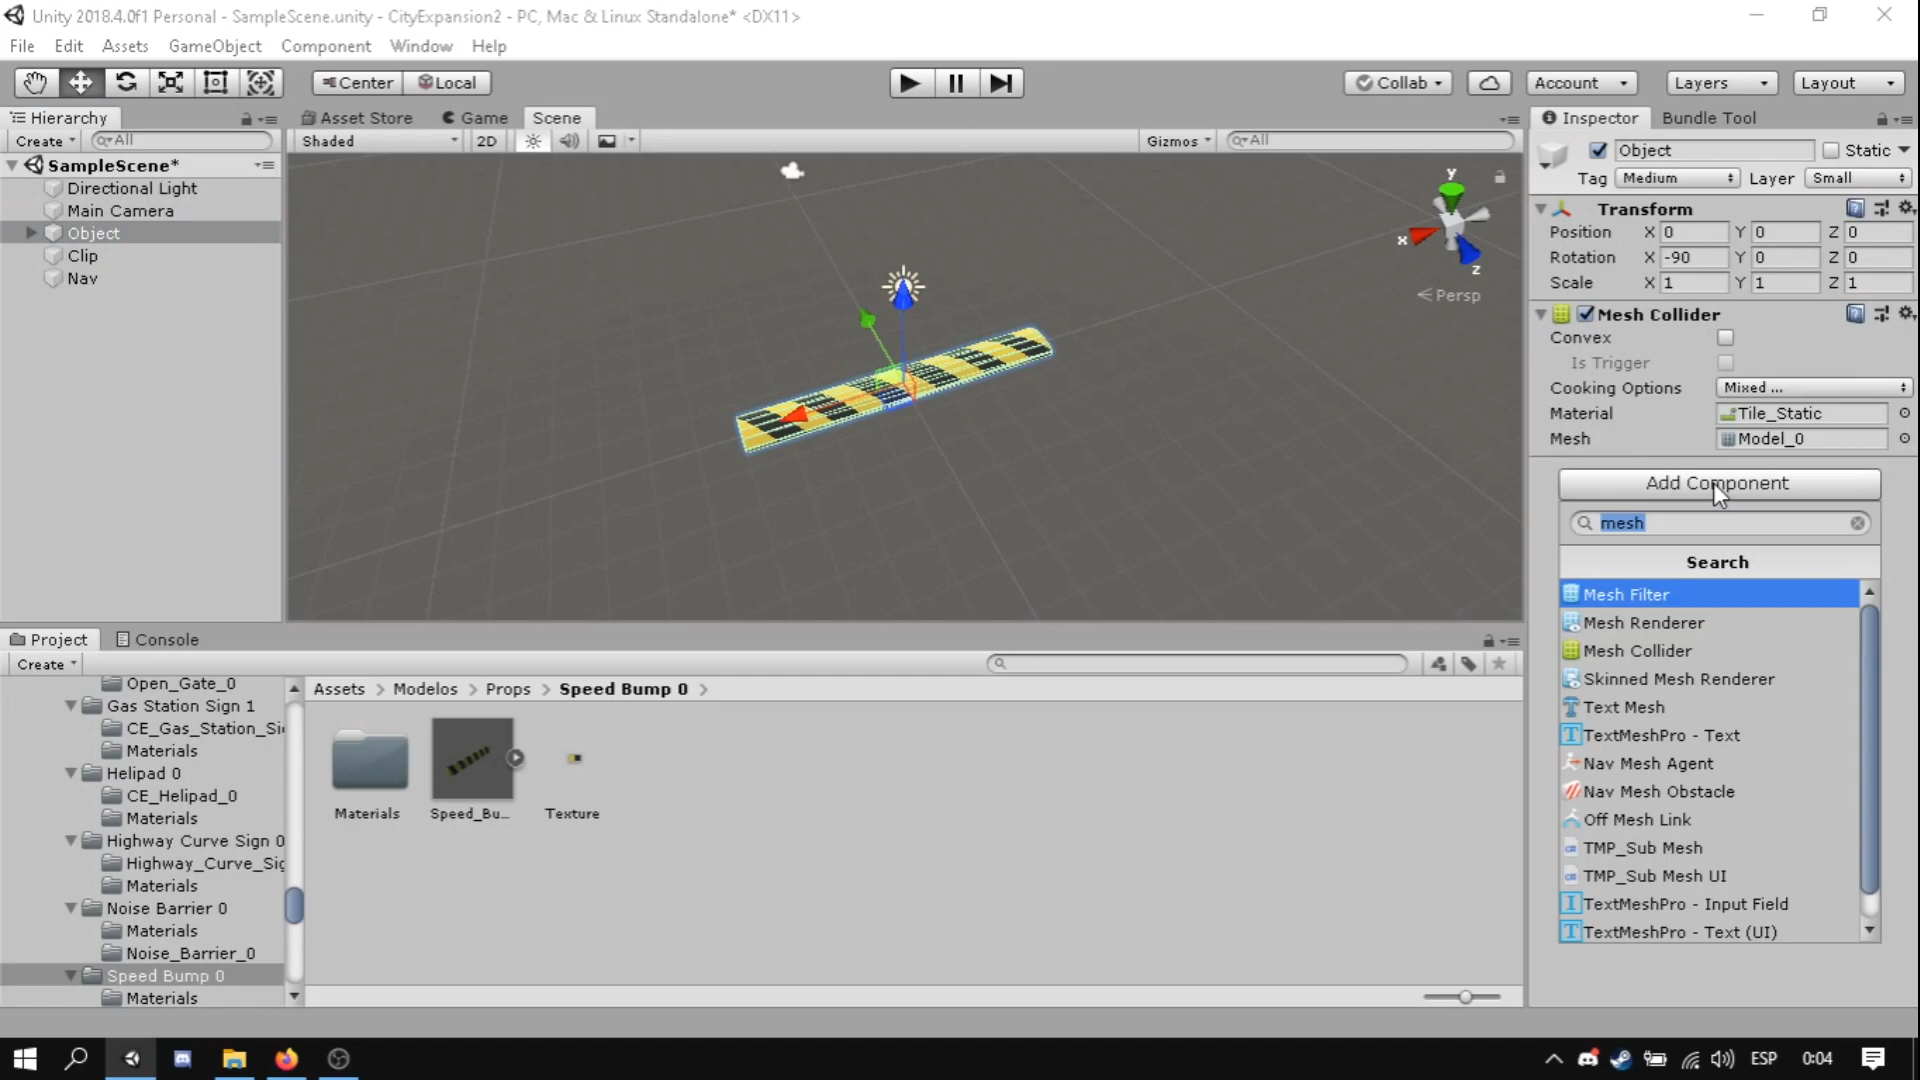 Unity 2018.4.0f1 Personal - SampleScene.unity - CityExpansion2 - PC, Mac & Linux Standalone* <DX11>
File Edit Assets GameObject Component Window Help
Center Local Collab Account Layers Layout
Hierarchy Asset Store Game Scene Inspector Bundle Tool
Create All Shaded 2D Gizmos All
SampleScene*
Directional Light
Main Camera
Object
Clip
Nav
y
x
z
Persp
Object Static
Tag Medium Layer Small
Transform
Position X 0 Y 0 Z 0
Rotation X -90 Y 0 Z 0
Scale X 1 Y 1 Z 1
Mesh Collider
Convex
Is Trigger
Cooking Options Mixed ...
Material Tile_Static
Mesh Model_0
Add Component
mesh
Search
Mesh Filter
Mesh Renderer
Mesh Collider
Skinned Mesh Renderer
Text Mesh
TextMeshPro - Text
Nav Mesh Agent
Nav Mesh Obstacle
Off Mesh Link
TMP_Sub Mesh
TMP_Sub Mesh UI
TextMeshPro - Input Field
TextMeshPro - Text (UI)
Project Console
Create
Open_Gate_0
Gas Station Sign 1
CE_Gas_Station_Si
Materials
Helipad 0
CE_Helipad_0
Materials
Highway Curve Sign 0
Highway_Curve_Sig
Materials
Noise Barrier 0
Materials
Noise_Barrier_0
Speed Bump 0
Materials
Assets > Modelos > Props > Speed Bump 0 >
Materials Speed_Bu... Texture
ESP 0:04